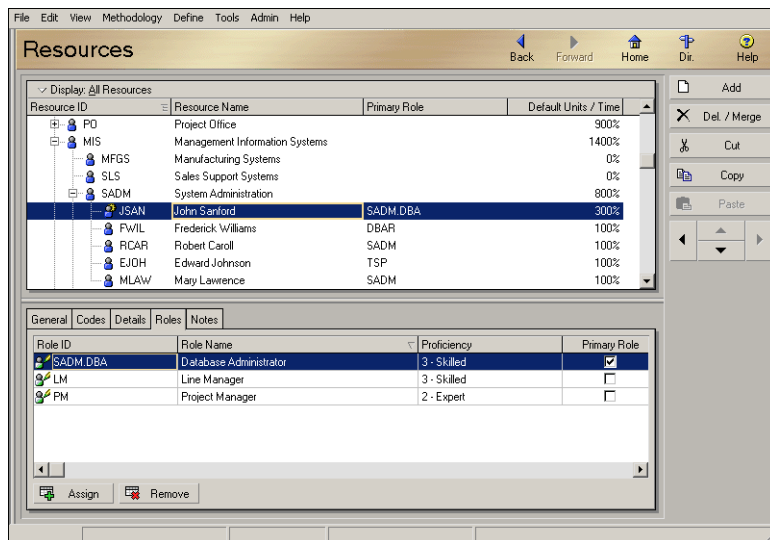 File Edit View Methodology Define Tools Admin Help
Resources
Back Forward Home Dir. Help
Display: All Resources
Resource ID Resource Name Primary Role Default Units / Time
PO Project Office 900%
MIS Management Information Systems 1400%
MFGS Manufacturing Systems 0%
SLS Sales Support Systems 0%
SADM System Administration 800%
JSAN John Sanford SADM.DBA 300%
FWIL Frederick Williams DBAR 100%
RCAR Robert Caroll SADM 100%
EJOH Edward Johnson TSP 100%
MLAW Mary Lawrence SADM 100%
Add
Del. / Merge
Cut
Copy
Paste
General Codes Details Roles Notes
Role ID Role Name Proficiency Primary Role
SADM.DBA Database Administrator 3 - Skilled
LM Line Manager 3 - Skilled
PM Project Manager 2 - Expert
Assign Remove